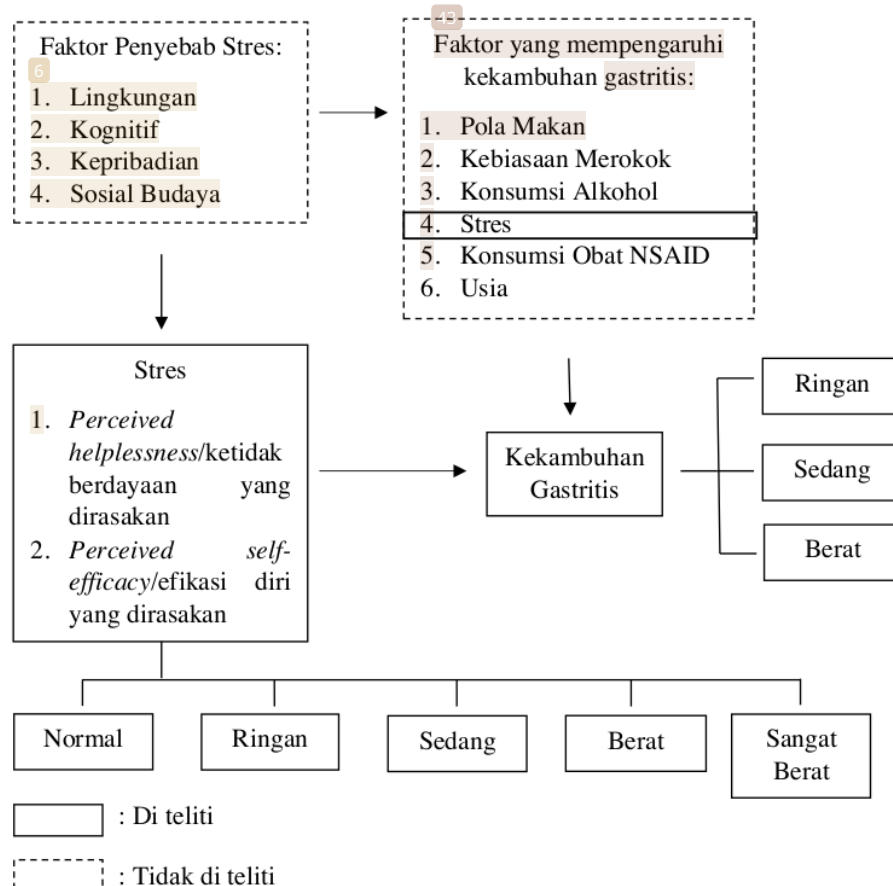 43
Faktor Penyebab Stres:
6
1. Lingkungan
2. Kognitif
3. Kepribadian
4. Sosial Budaya
Faktor yang mempengaruhi
kekambuhan gastritis:
1. Pola Makan
2. Kebiasaan Merokok
3. Konsumsi Alkohol
4. Stres
5. Konsumsi Obat NSAID
6. Usia
Stres
1. Perceived
helplessness/ketidak
berdayaan yang
dirasakan
2. Perceived self-
efficacy/efikasi diri
yang dirasakan
Kekambuhan
Gastritis
Ringan
Sedang
Berat
Normal
Ringan
Sedang
Berat
Sangat
Berat
: Di teliti
: Tidak di teliti